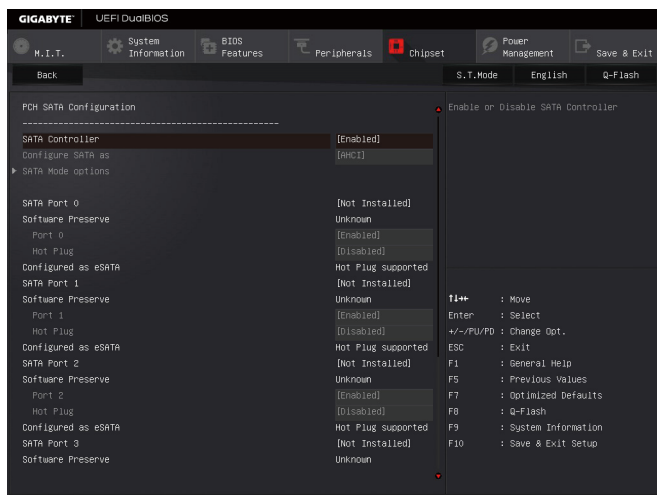 GIGABYTE™ UEFI DualBIOS
M.I.T. System Information BIOS Features Peripherals Chipset Power Management Save & Exit
Back S.T.Mode English Q-Flash
PCH SATA Configuration
--------------------------------------------------
Enable or Disable SATA Controller
SATA Controller [Enabled]
Configure SATA as [AHCI]
SATA Mode options
SATA Port 0 [Not Installed]
Software Preserve Unknown
Port 0 [Enabled]
Hot Plug [Disabled]
Configured as eSATA Hot Plug supported
SATA Port 1 [Not Installed]
Software Preserve Unknown
Port 1 [Enabled]
Hot Plug [Disabled]
Configured as eSATA Hot Plug supported
SATA Port 2 [Not Installed]
Software Preserve Unknown
Port 2 [Enabled]
Hot Plug [Disabled]
Configured as eSATA Hot Plug supported
SATA Port 3 [Not Installed]
Software Preserve Unknown
↑↓→← : Move
Enter : Select
+/-/PU/PD : Change Opt.
ESC : Exit
F1 : General Help
F5 : Previous Values
F7 : Optimized Defaults
F8 : Q-Flash
F9 : System Information
F10 : Save & Exit Setup